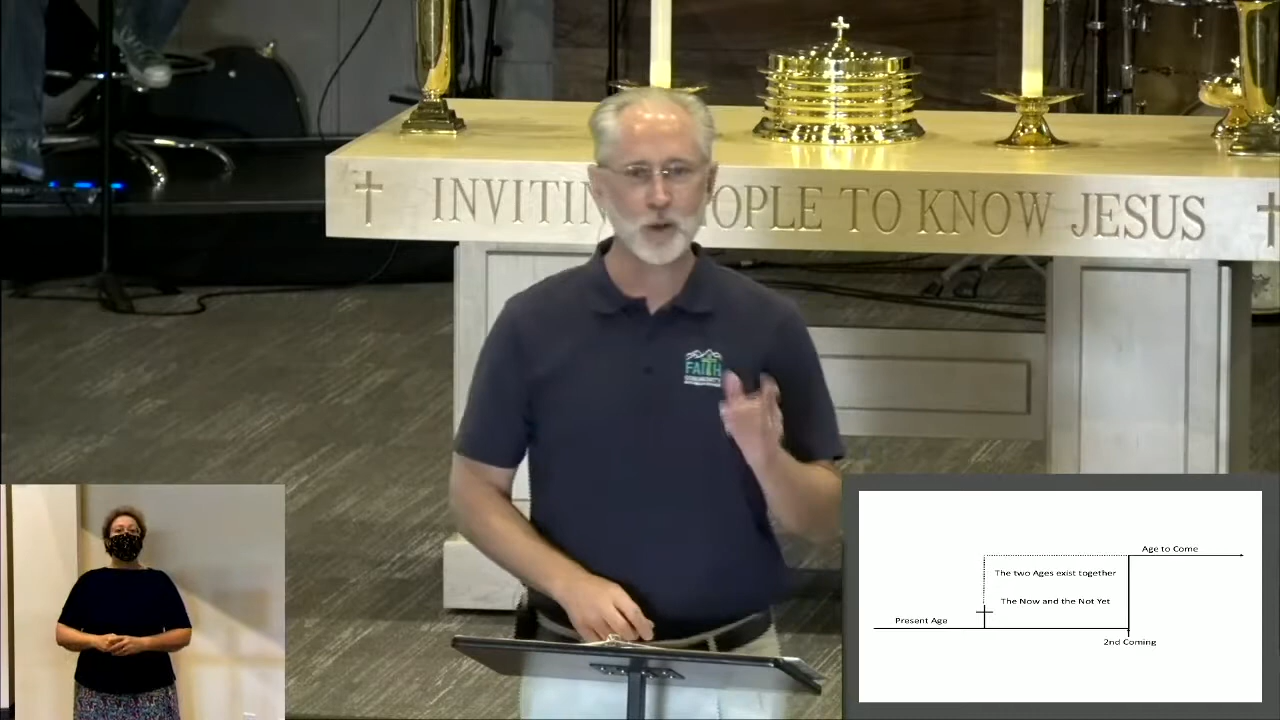 INVITIN OPLE TO KNOW JESUS
FAITH
Age to Come
The two Ages exist together
The Now and the Not Yet
Present Age
2nd Coming